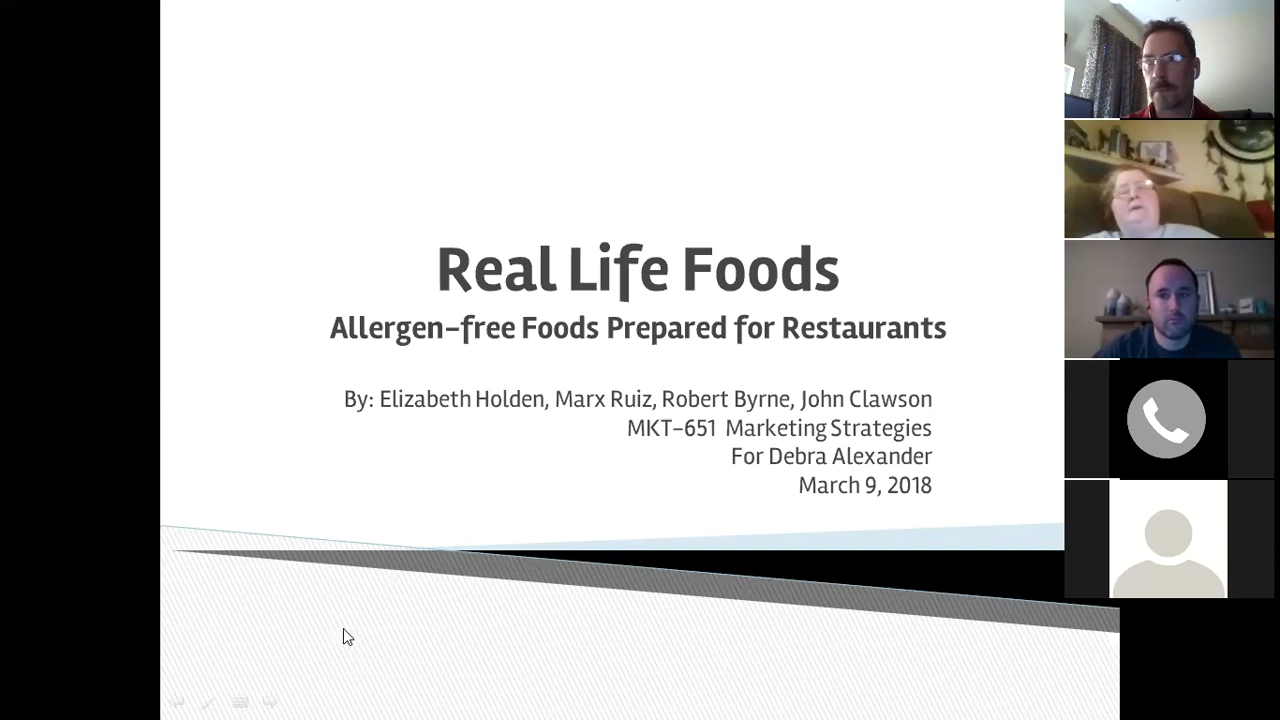 Real Life Foods
Allergen-free Foods Prepared for Restaurants
By: Elizabeth Holden, Marx Ruiz, Robert Byrne, John Clawson
MKT-651 Marketing Strategies
For Debra Alexander
March 9, 2018